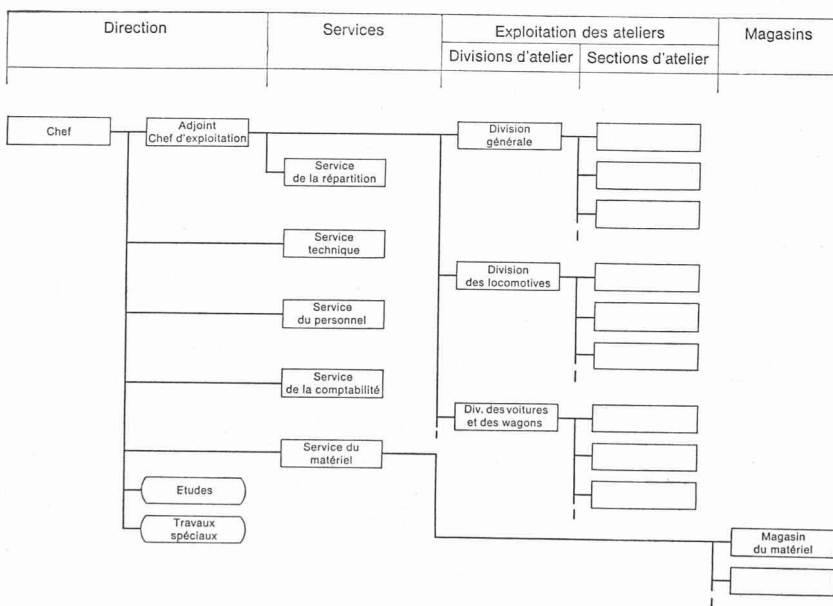 Direction
Services
Exploitation des ateliers
Magasins
Divisions d'atelier
Sections d'atelier
Chef
Adjoint
Chef d'exploitation
Division
générale
Service
de la répartition
Service
technique
Division
des locomotives
Service
du personnel
Service
de la comptabilité
Div. des voitures
et des wagons
Service du
matériel
Etudes
Travaux
spéciaux
Magasin
du matériel